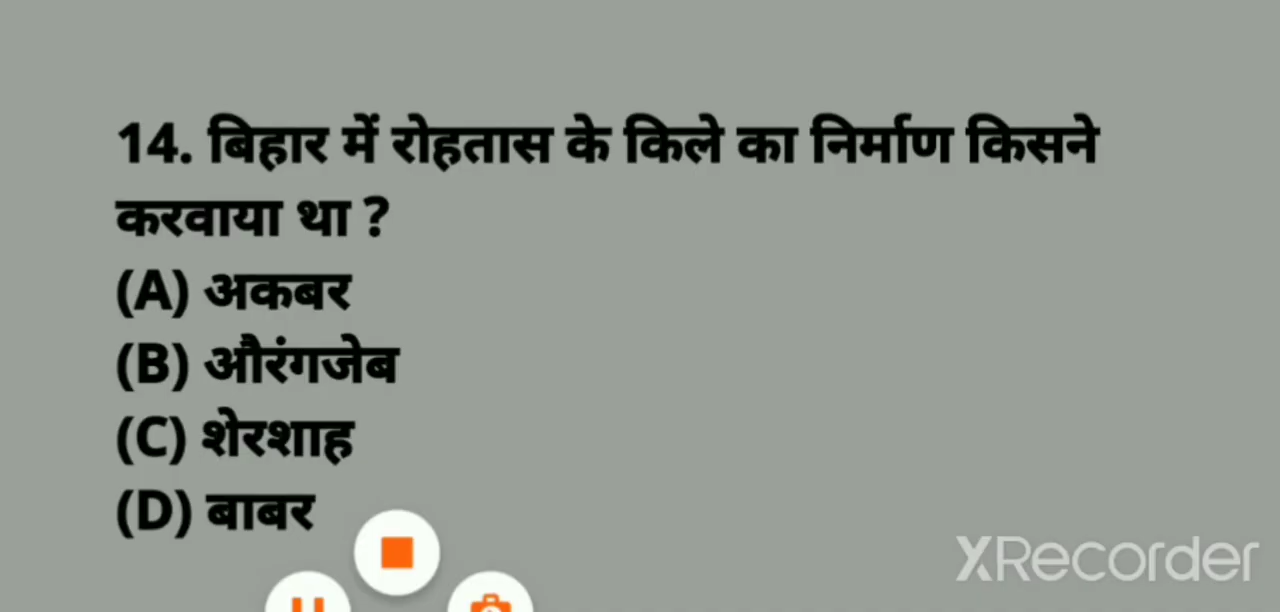 14. बिहार में रोहतास के किले का निर्माण किसने
करवाया था ?
(A) अकबर
(B) औरंगजेब
(C) शेरशाह
(D) बाबर
XRecorder